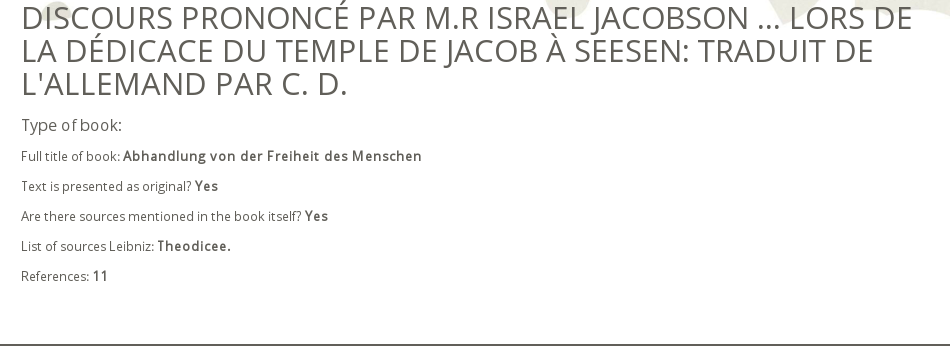 DISCOURS PRONONCÉ PAR M.R ISRAEL JACOBSON ... LORS DE
LA DÉDICACE DU TEMPLE DE JACOB À SEESEN: TRADUIT DE
L'ALLEMAND PAR C. D.
Type of book:
Full title of book: Abhandlung von der Freiheit des Menschen
Text is presented as original? Yes
Are there sources mentioned in the book itself? Yes
List of sources Leibniz: Theodicee.
References: 11